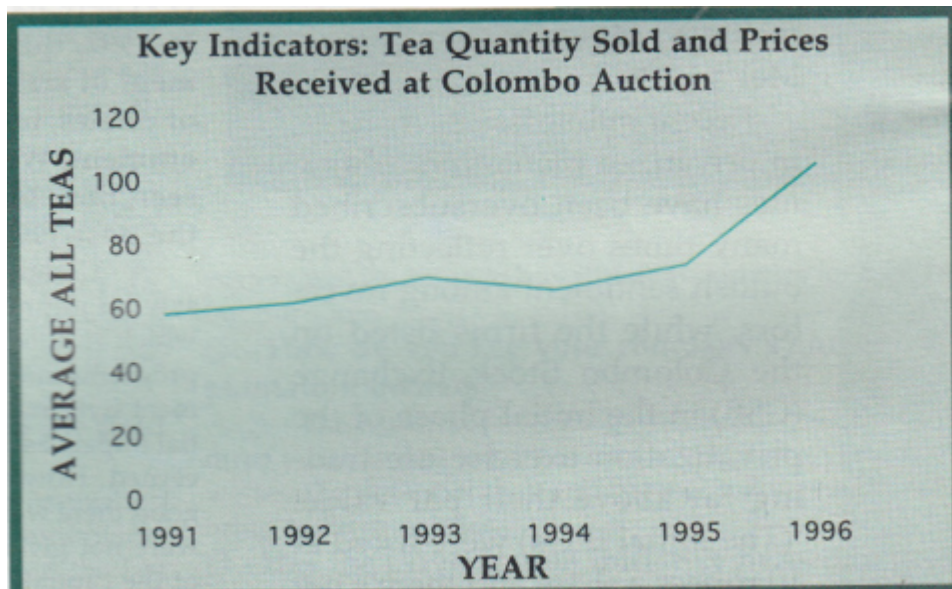 Key Indicators: Tea Quantity Sold and Prices
Received at Colombo Auction
AVERAGE ALL TEAS
120
100
80
60
40
20
0
1991 1992 1993 1994 1995 1996
YEAR